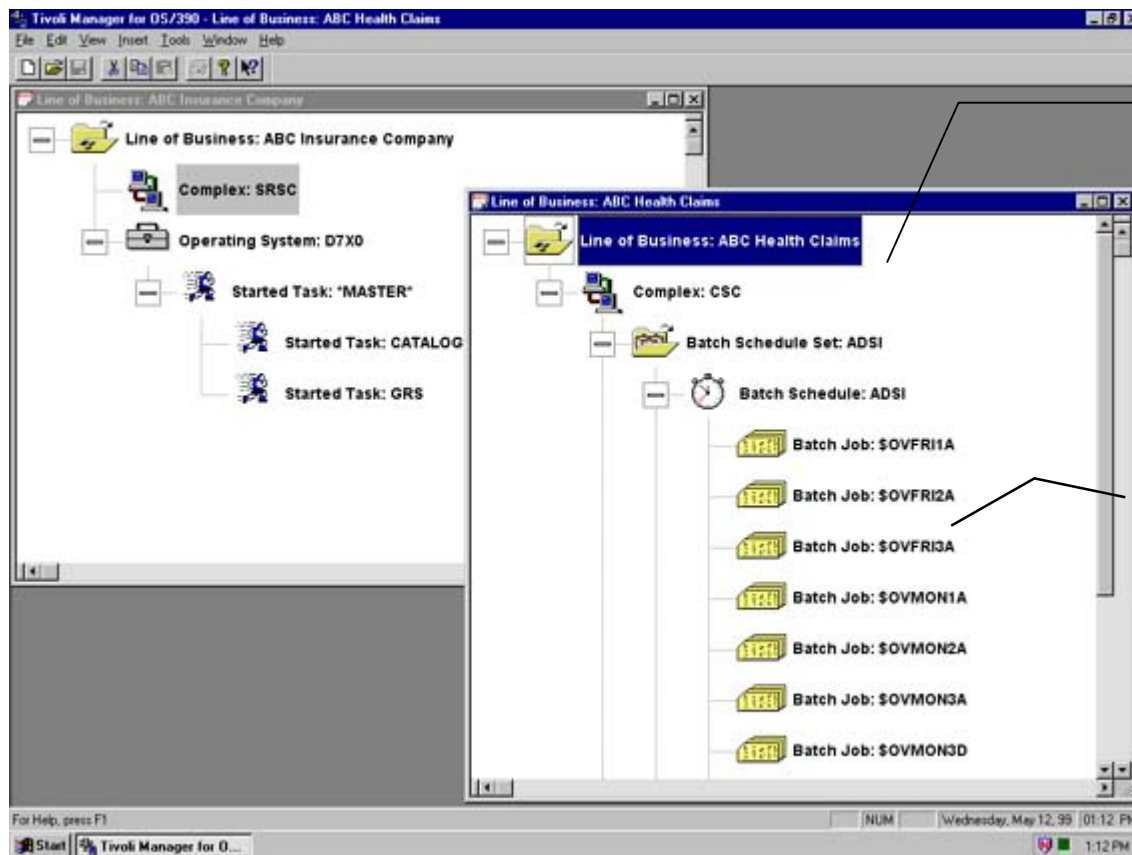 Tivoli Manager for OS/390 - Line of Business: ABC Health Claims
File Edit View Insert Tools Window Help
Line of Business: ABC Insurance Company
Line of Business: ABC Insurance Company
Complex: SRSC
Operating System: D7X0
Started Task: *MASTER*
Started Task: CATALOG
Started Task: GRS
Line of Business: ABC Health Claims
Line of Business: ABC Health Claims
Complex: CSC
Batch Schedule Set: ADSI
Batch Schedule: ADSI
Batch Job: $OVFRI1A
Batch Job: $OVFRI2A
Batch Job: $OVFRI3A
Batch Job: $OVMON1A
Batch Job: $OVMON2A
Batch Job: $OVMON3A
Batch Job: $OVMON3D
For Help, press F1
NUM
Wednesday, May 12, 99
01:12 PM
Start
Tivoli Manager for O...
1:12 PM